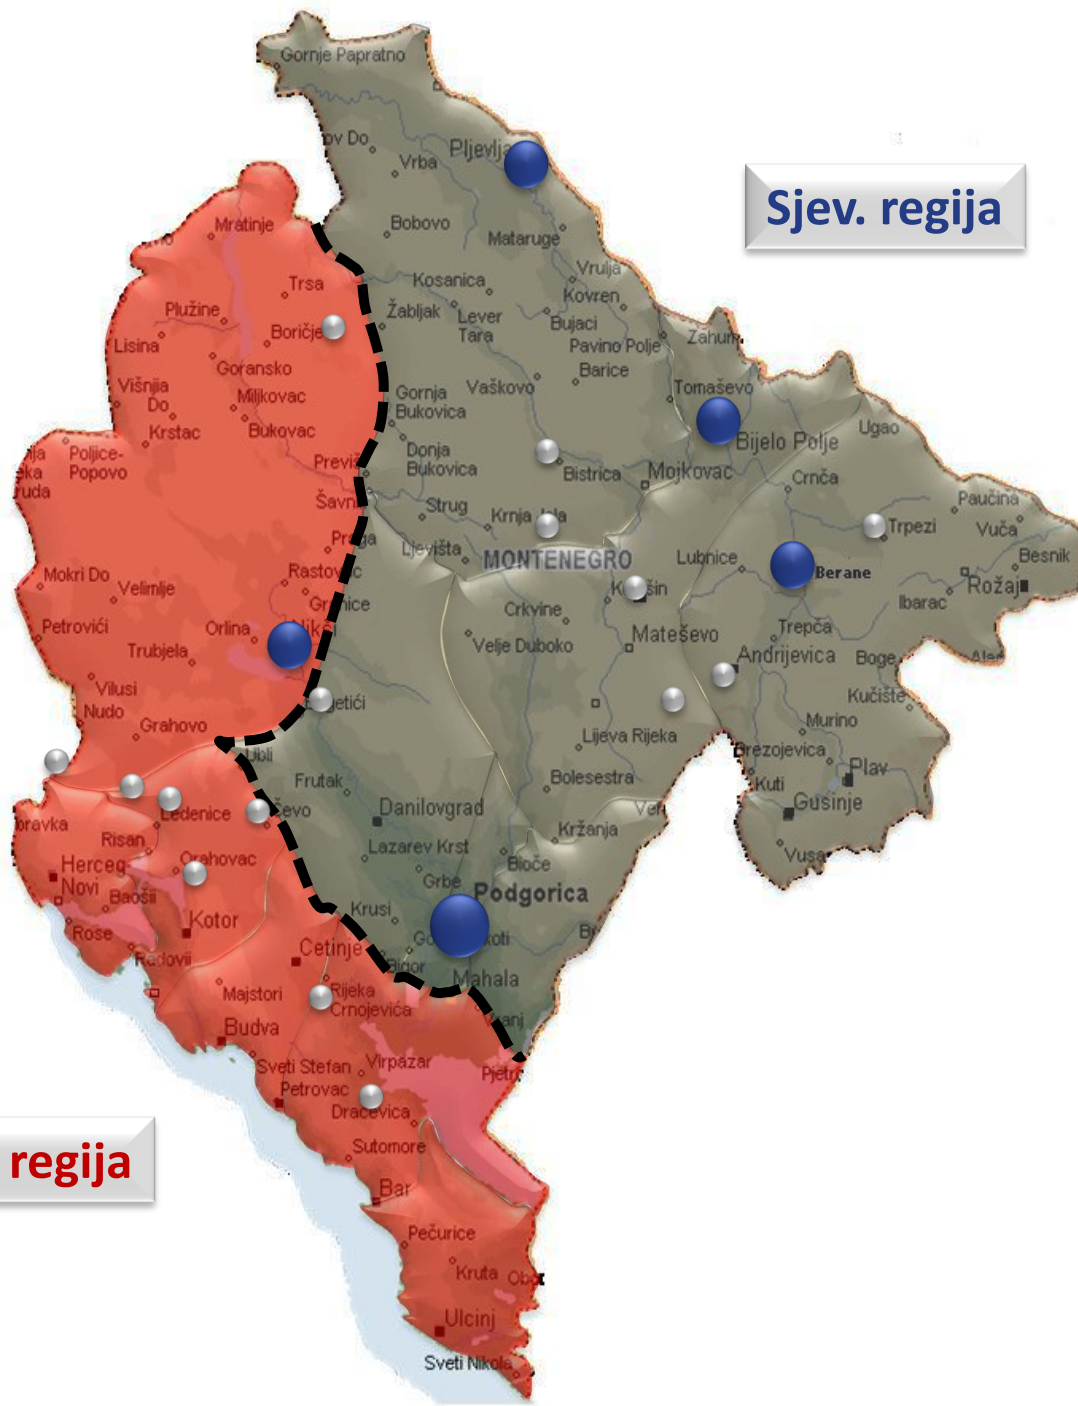 Gornje Papratno
Pljevlja
Vrba
Sjev. regija
Mratinje
Bobovo
Mataruge
Vrulja
Kosanica
Trsa
Kovren
Plužine
Žabljak
Lever
Tara
Bujaci
Boričje
Zahum
Lisina
Pavino Polje
Goransko
Barice
Višnjia
Do
Vaškovo
Tomaševo
Gornja
Bukovica
Miljkovac
Krstac
Bukovac
Bijelo Polje
Ugao
Poljice-
Popovo
Donja
Bukovica
Bistrica
Mojkovac
Crnča
Paučina
Strug
Krnja
Trpezi
Vuča
Ljevišta
MONTENEGRO
Lubnice
Besnik
Mokri Do
Velimlje
Berane
Rožaj
Ibarac
Crkvine
Petrovići
Orlina
Mateševo
Trepča
Trubjela
Velje Duboko
Andrijevica
Boge
Vilusi
Kučište
Nudo
Grahovo
Murino
Lijeva Rijeka
Brezojevica
Ubli
Plav
Frutak
Bolesestra
Kuti
Danilovgrad
Gusinje
Ledenice
Kržanja
Risan
Lazarev Krst
Vusa
Orahovac
Bioče
Herceg-
Novi
Grbe
Podgorica
Baošii
Krusi
Kotor
Rose
Cetinje
Radovii
Mahala
Rijeka
Crnojevića
Majstori
Budva
Sveti Stefan
Virpazar
Petrovac
Dračevica
regija
Sutomore
Bar
Pečurice
Kruta
Ulcinj
Sveti Nikola